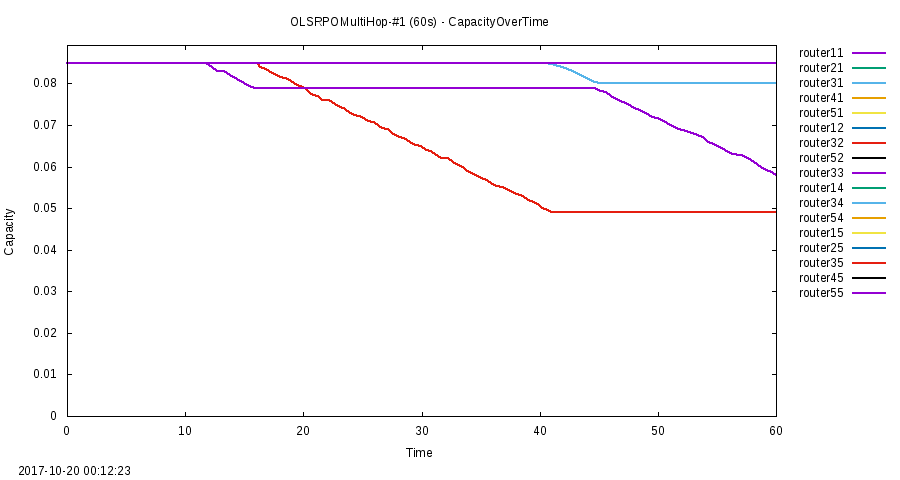 OLSRPOMultiHop-#1 (60s) - CapacityOverTime
router11
router21
router31
router41
router51
router12
router32
router52
router33
router14
router34
router54
router15
router25
router35
router45
router55
0.08
0.07
0.06
0.05
0.04
0.03
0.02
0.01
0
Capacity
0 10 20 30 40 50 60
Time
2017-10-20 00:12:23